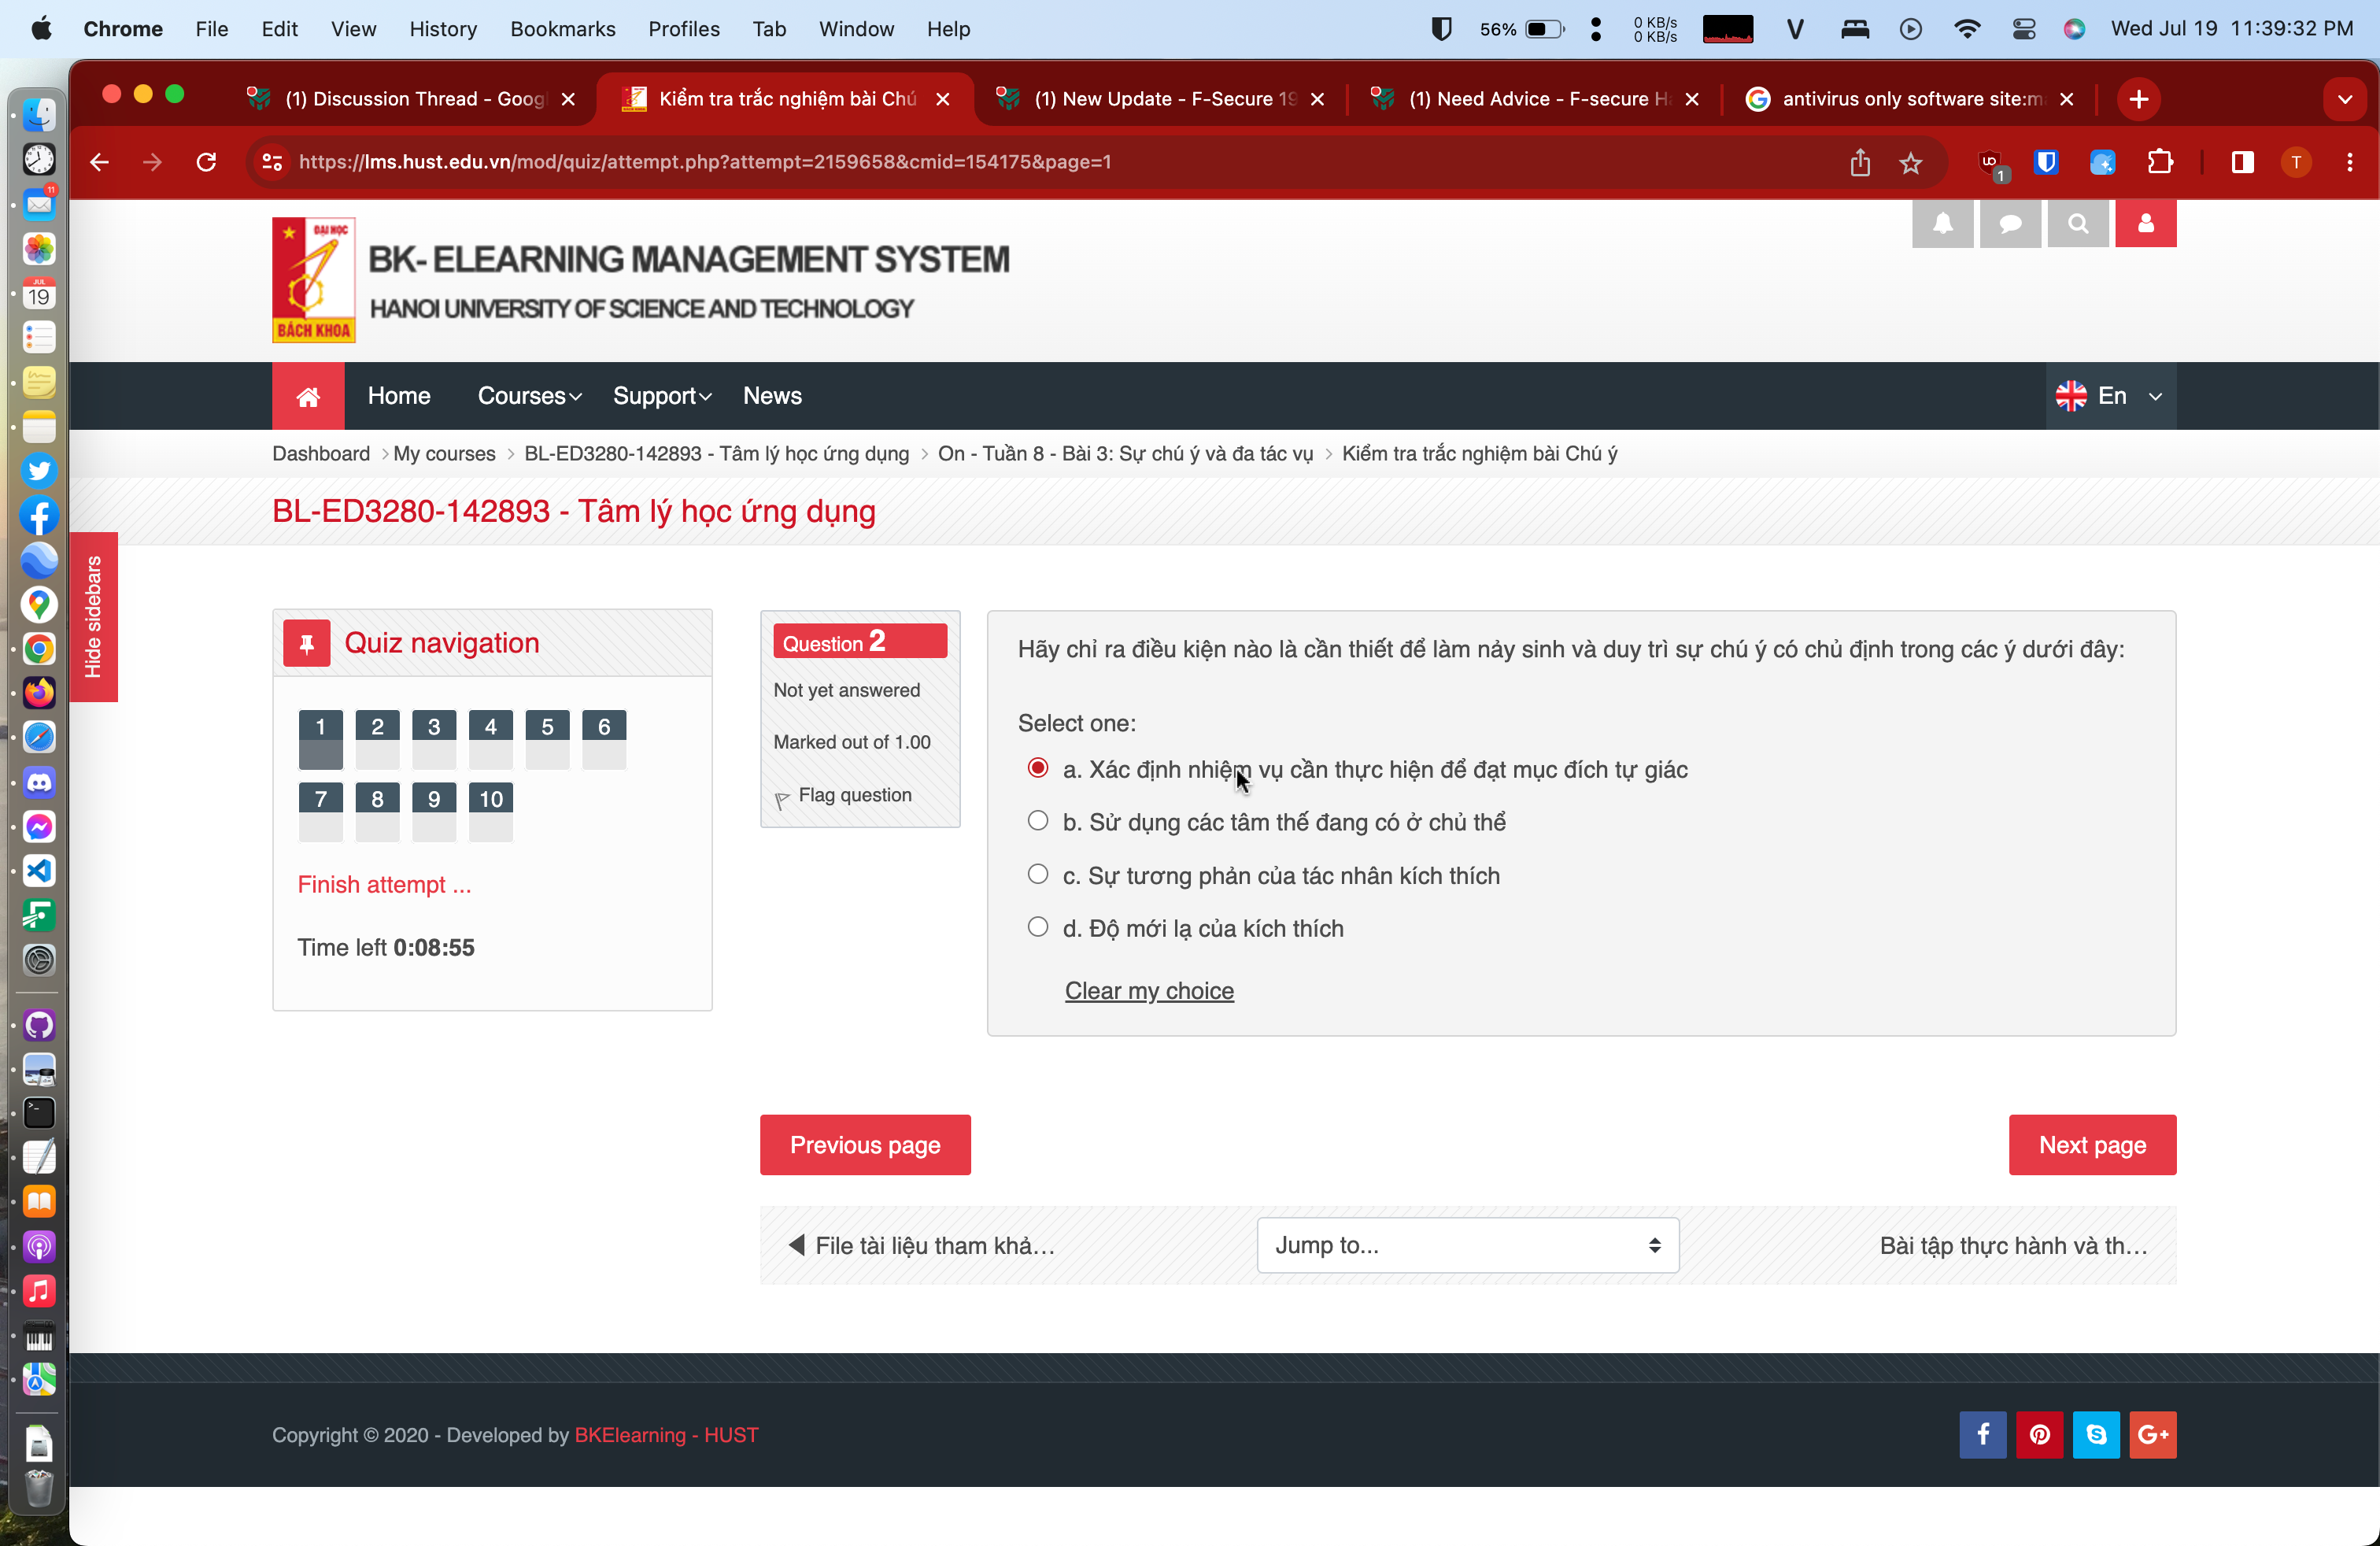 Chrome File Edit View History Bookmarks Profiles Tab Window Help
56% 0 KB/s 0 KB/s V Wed Jul 19 11:39:32 PM
(1) Discussion Thread - Goog
Kiểm tra trắc nghiệm bài Chú
(1) New Update - F-Secure 19
(1) Need Advice - F-secure H
antivirus only software site:m
https://lms.hust.edu.vn/mod/quiz/attempt.php?attempt=2159658&cmid=154175&page=1
1
T
11
JUL
19
ĐẠI HỌC
BÁCH KHOA
BK- ELEARNING MANAGEMENT SYSTEM
HANOI UNIVERSITY OF SCIENCE AND TECHNOLOGY
Home Courses Support News
En
Dashboard > My courses > BL-ED3280-142893 - Tâm lý học ứng dụng > On - Tuần 8 - Bài 3: Sự chú ý và đa tác vụ > Kiểm tra trắc nghiệm bài Chú ý
BL-ED3280-142893 - Tâm lý học ứng dụng
Hide sidebars
Quiz navigation
1 2 3 4 5 6
7 8 9 10
Finish attempt ...
Time left 0:08:55
Question 2
Not yet answered
Marked out of 1.00
Flag question
Hãy chỉ ra điều kiện nào là cần thiết để làm nảy sinh và duy trì sự chú ý có chủ định trong các ý dưới đây:
Select one:
a. Xác định nhiệm vụ cần thực hiện để đạt mục đích tự giác
b. Sử dụng các tâm thế đang có ở chủ thể
c. Sự tương phản của tác nhân kích thích
d. Độ mới lạ của kích thích
Clear my choice
Previous page
Next page
◀ File tài liệu tham khả...
Jump to...
Bài tập thực hành và th...
Copyright © 2020 - Developed by BKElearning - HUST